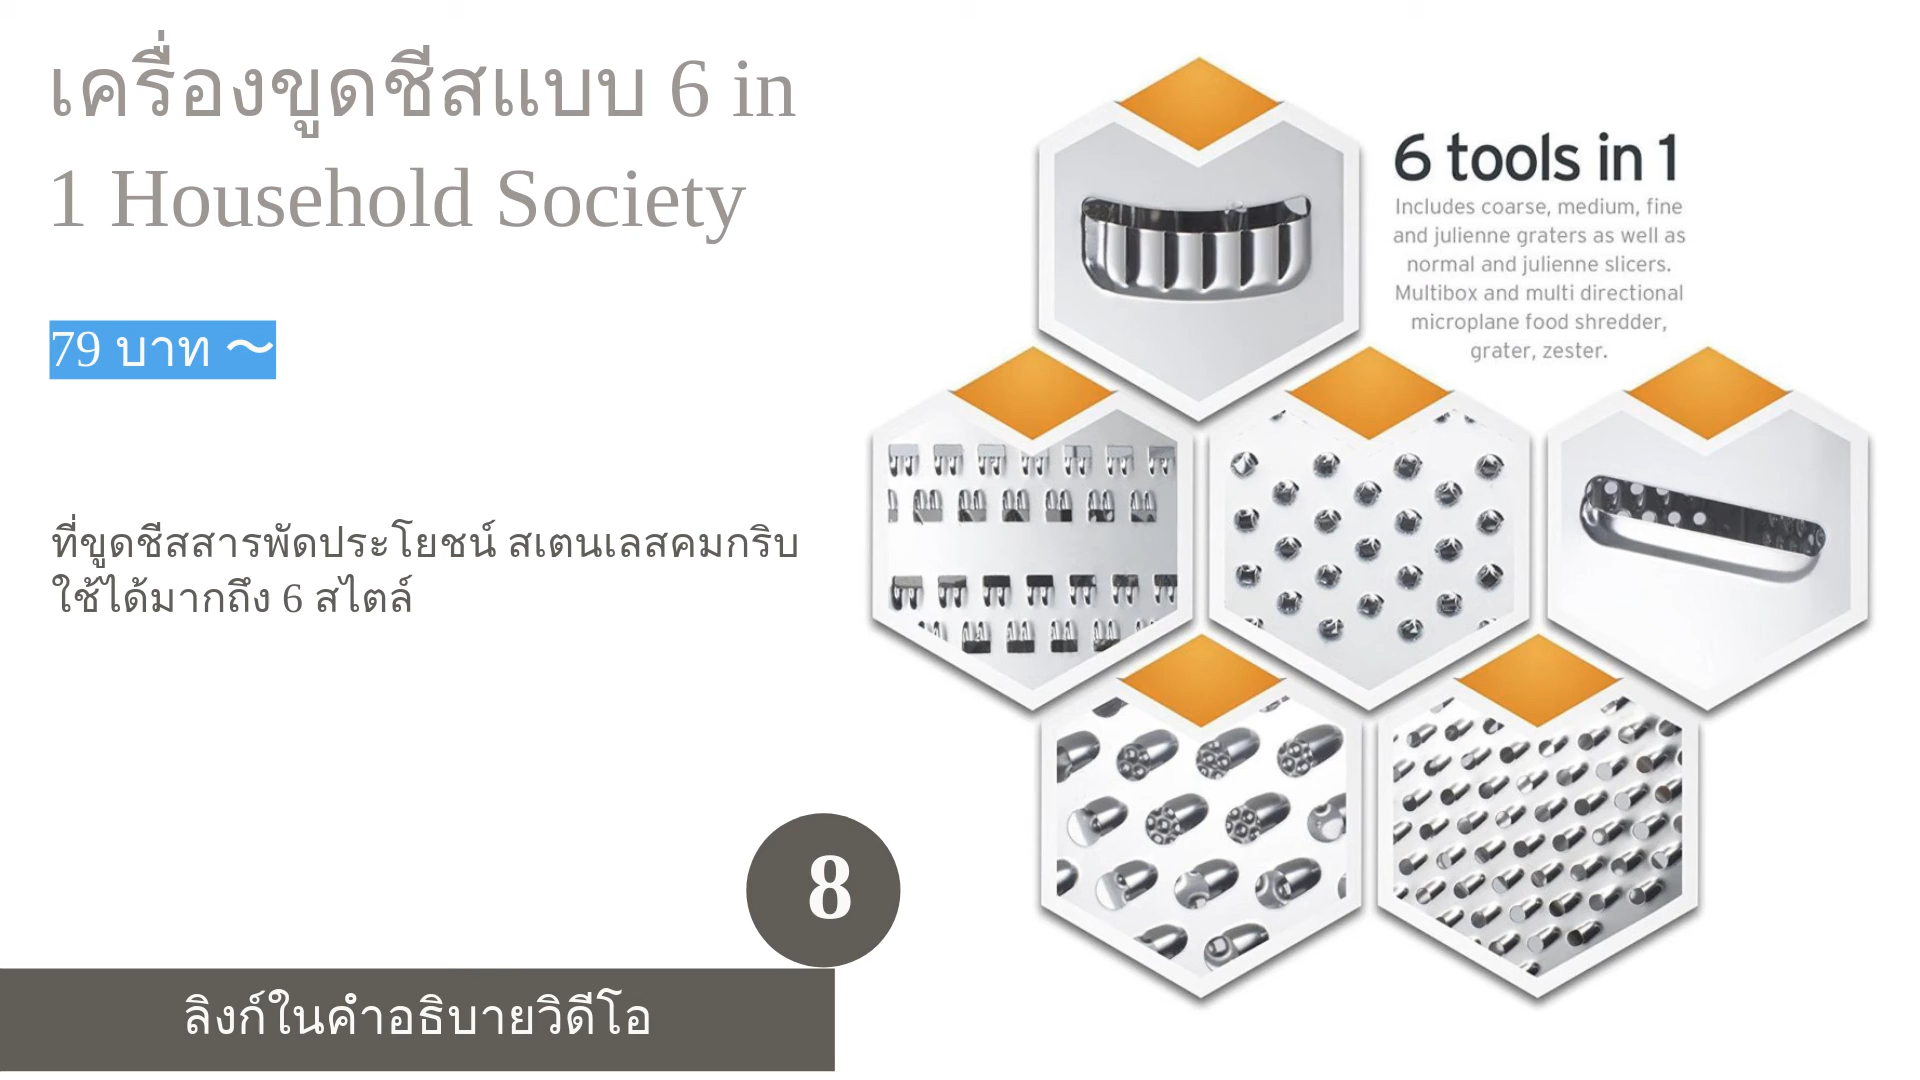 เครื่องขูดชีสแบบ 6 in
1 Household Society
79 บาท ～
ที่ขูดชีสสารพัดประโยชน์ สเตนเลสคมกริบ
ใช้ได้มากถึง 6 สไตล์
8
ลิงก์ในคำอธิบายวิดีโอ
6 tools in 1
Includes coarse, medium, fine
and julienne graters as well as
normal and julienne slicers.
Multibox and multi directional
microplane food shredder,
grater, zester.